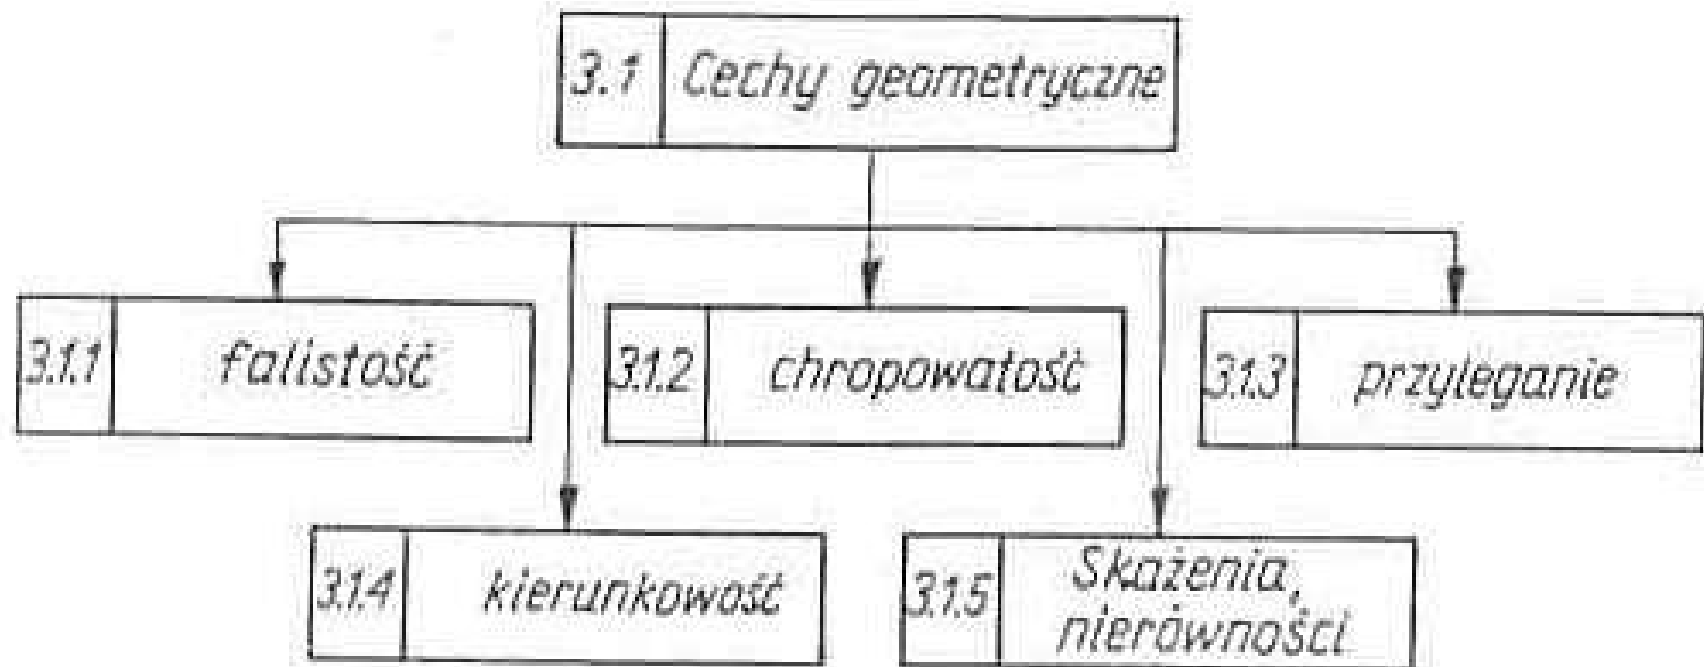 3.1 Cechy geometryczne
3.1.1 falistość
3.1.2 chropowatość
3.1.3 przyleganie
3.1.4 kierunkowość
3.1.5 Skażenia,
nierówności